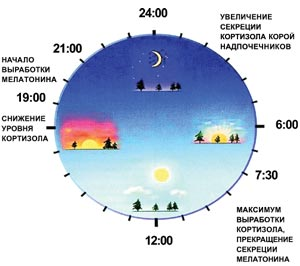 24:00
УВЕЛИЧЕНИЕ
СЕКРЕЦИИ
КОРТИЗОЛА КОРОЙ
НАДПОЧЕЧНИКОВ
21:00
НАЧАЛО
ВЫРАБОТКИ
МЕЛАТОНИНА
19:00
СНИЖЕНИЕ
УРОВНЯ
КОРТИЗОЛА
6:00
7:30
МАКСИМУМ
ВЫРАБОТКИ
КОРТИЗОЛА,
ПРЕКРАЩЕНИЕ
СЕКРЕЦИИ
МЕЛАТОНИНА
12:00